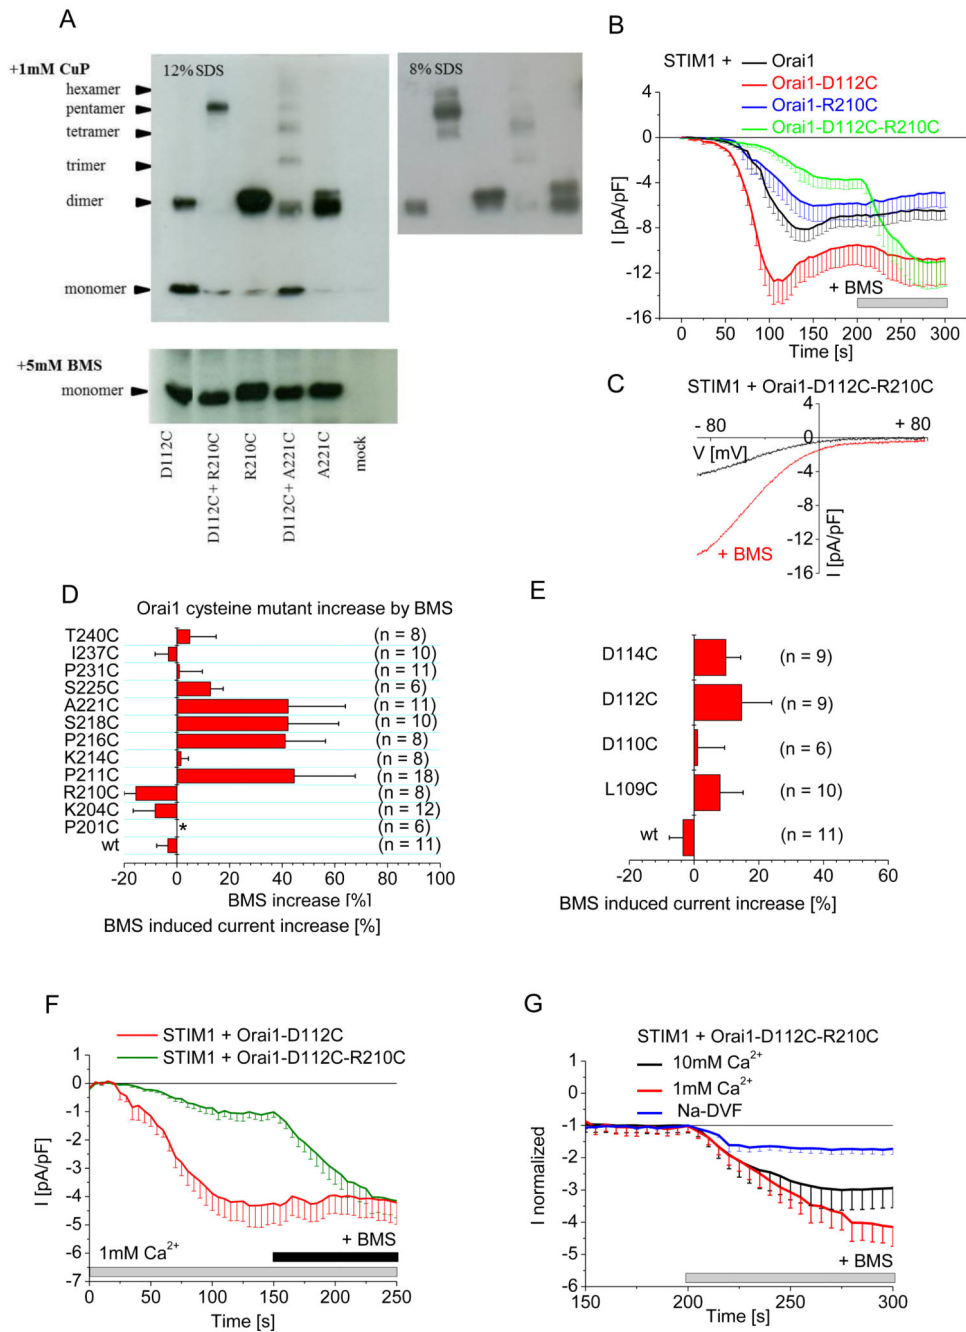 A
+1mM CuP
12% SDS
hexamer
pentamer
tetramer
trimer
dimer
monomer
8% SDS
+5mM BMS
monomer
D112C
D112C + R210C
R210C
D112C + A221C
A221C
mock
B
STIM1 +
Orai1
Orai1-D112C
Orai1-R210C
Orai1-D112C-R210C
4
0
-4
-8
-12
-16
I [pA/pF]
+ BMS
0 50 100 150 200 250 300
Time [s]
C
STIM1 + Orai1-D112C-R210C
4
- 80
+ 80
0
V [mV]
-4
-8
-12
-16
I [pA/pF]
+ BMS
D
Orai1 cysteine mutant increase by BMS
T240C (n = 8)
I237C (n = 10)
P231C (n = 11)
S225C (n = 6)
A221C (n = 11)
S218C (n = 10)
P216C (n = 8)
K214C (n = 8)
P211C (n = 18)
R210C (n = 8)
K204C (n = 12)
P201C * (n = 6)
wt (n = 11)
-20 0 20 40 60 80 100
BMS increase [%]
BMS induced current increase [%]
E
D114C (n = 9)
D112C (n = 9)
D110C (n = 6)
L109C (n = 10)
wt (n = 11)
-20 0 20 40 60
BMS induced current increase [%]
F
STIM1 + Orai1-D112C
STIM1 + Orai1-D112C-R210C
1
0
-1
-2
-3
-4
-5
-6
-7
I [pA/pF]
+ BMS
1mM Ca²⁺
0 50 100 150 200 250
Time [s]
G
STIM1 + Orai1-D112C-R210C
10mM Ca²⁺
1mM Ca²⁺
Na-DVF
1
0
-1
-2
-3
-4
-5
-6
I normalized
+ BMS
150 200 250 300
Time [s]